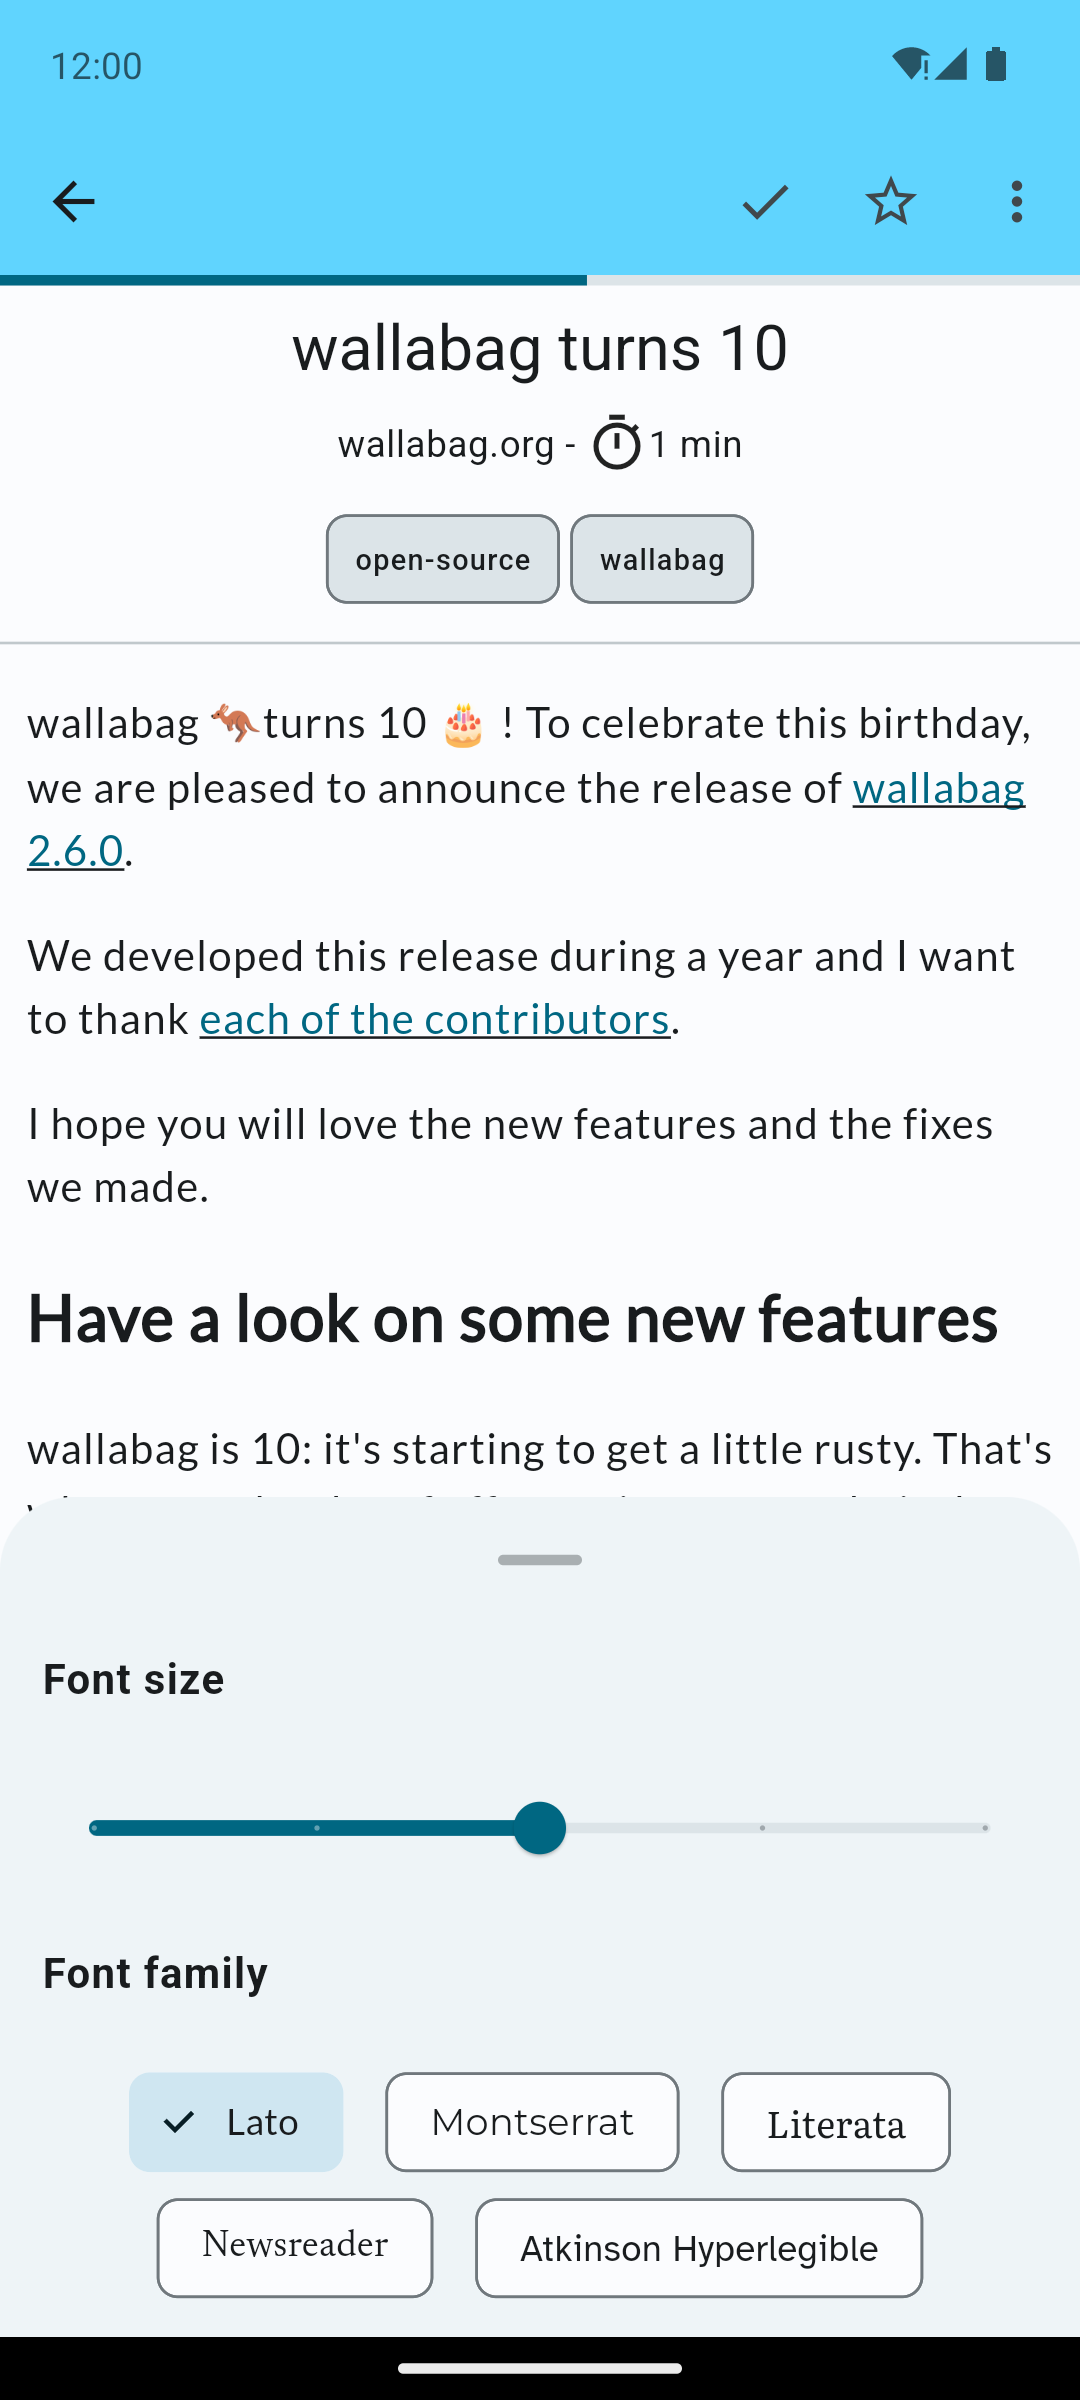 12:00
wallabag turns 10
wallabag.org - 1 min
open-source wallabag
wallabag 🦘turns 10 🎂 ! To celebrate this birthday,
we are pleased to announce the release of wallabag
2.6.0.
We developed this release during a year and I want
to thank each of the contributors.
I hope you will love the new features and the fixes
we made.
Have a look on some new features
wallabag is 10: it's starting to get a little rusty. That's
Font size
Font family
Lato Montserrat Literata
Newsreader Atkinson Hyperlegible